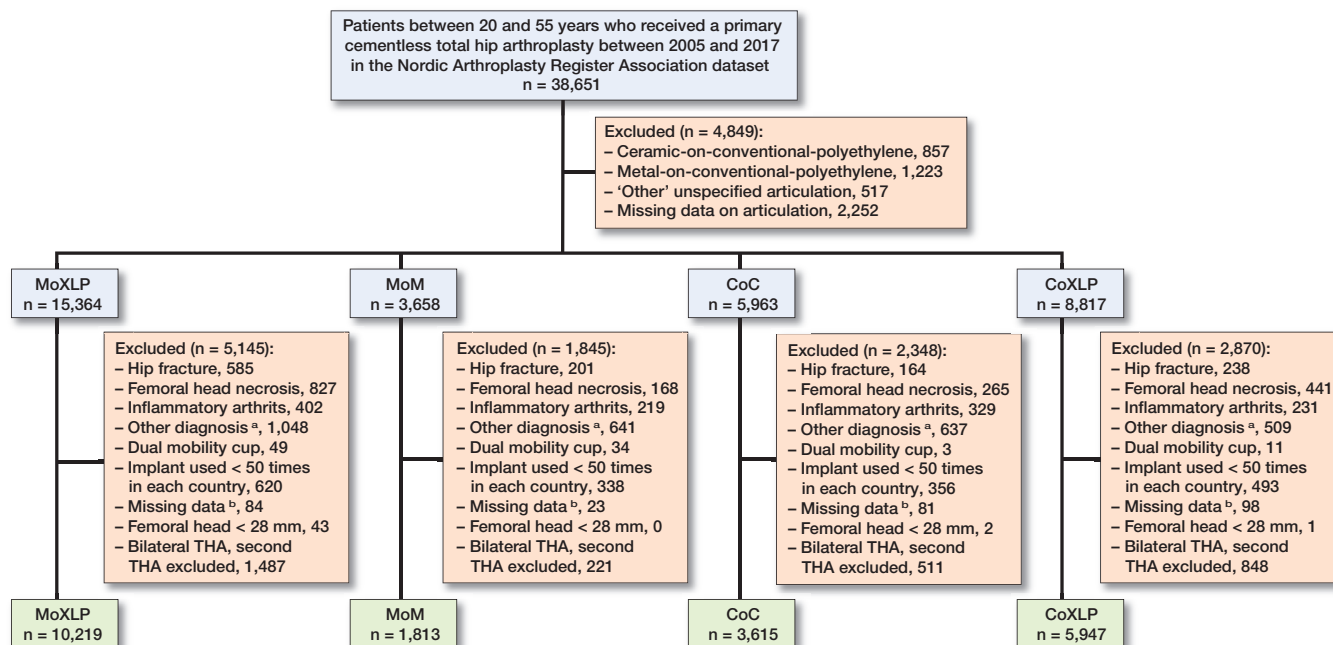 Patients between 20 and 55 years who received a primary
cementless total hip arthroplasty between 2005 and 2017
in the Nordic Arthroplasty Register Association dataset
n = 38,651
Excluded (n = 4,849):
– Ceramic-on-conventional-polyethylene, 857
– Metal-on-conventional-polyethylene, 1,223
– ‘Other’ unspecified articulation, 517
– Missing data on articulation, 2,252
MoXLP
n = 15,364
MoM
n = 3,658
CoC
n = 5,963
CoXLP
n = 8,817
Excluded (n = 5,145):
– Hip fracture, 585
– Femoral head necrosis, 827
– Inflammatory arthrits, 402
– Other diagnosis ᵃ, 1,048
– Dual mobility cup, 49
– Implant used < 50 times
in each country, 620
– Missing data ᵇ, 84
– Femoral head < 28 mm, 43
– Bilateral THA, second
THA excluded, 1,487
Excluded (n = 1,845):
– Hip fracture, 201
– Femoral head necrosis, 168
– Inflammatory arthrits, 219
– Other diagnosis ᵃ, 641
– Dual mobility cup, 34
– Implant used < 50 times
in each country, 338
– Missing data ᵇ, 23
– Femoral head < 28 mm, 0
– Bilateral THA, second
THA excluded, 221
Excluded (n = 2,348):
– Hip fracture, 164
– Femoral head necrosis, 265
– Inflammatory arthrits, 329
– Other diagnosis ᵃ, 637
– Dual mobility cup, 3
– Implant used < 50 times
in each country, 356
– Missing data ᵇ, 81
– Femoral head < 28 mm, 2
– Bilateral THA, second
THA excluded, 511
Excluded (n = 2,870):
– Hip fracture, 238
– Femoral head necrosis, 441
– Inflammatory arthrits, 231
– Other diagnosis ᵃ, 509
– Dual mobility cup, 11
– Implant used < 50 times
in each country, 493
– Missing data ᵇ, 98
– Femoral head < 28 mm, 1
– Bilateral THA, second
THA excluded, 848
MoXLP
n = 10,219
MoM
n = 1,813
CoC
n = 3,615
CoXLP
n = 5,947